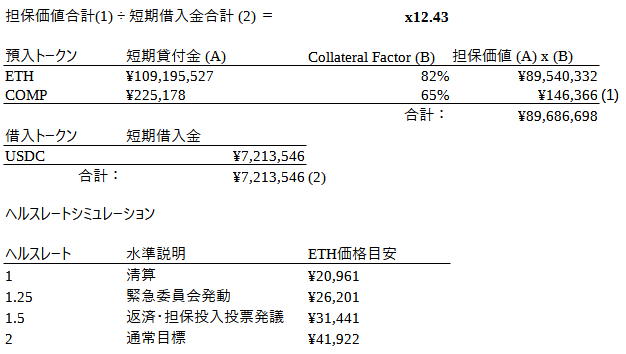 担保価値合計(1) ÷ 短期借入金合計 (2) ＝ x12.43
預入トークン 短期貸付金 (A) Collateral Factor (B) 担保価値 (A) x (B)
ETH ¥109,195,527 82% ¥89,540,332
COMP ¥225,178 65% ¥146,366 (1)
合計： ¥89,686,698
借入トークン 短期借入金
USDC ¥7,213,546
合計： ¥7,213,546 (2)
ヘルスレートシミュレーション
ヘルスレート 水準説明 ETH価格目安
1 清算 ¥20,961
1.25 緊急委員会発動 ¥26,201
1.5 返済・担保投入投票発議 ¥31,441
2 通常目標 ¥41,922